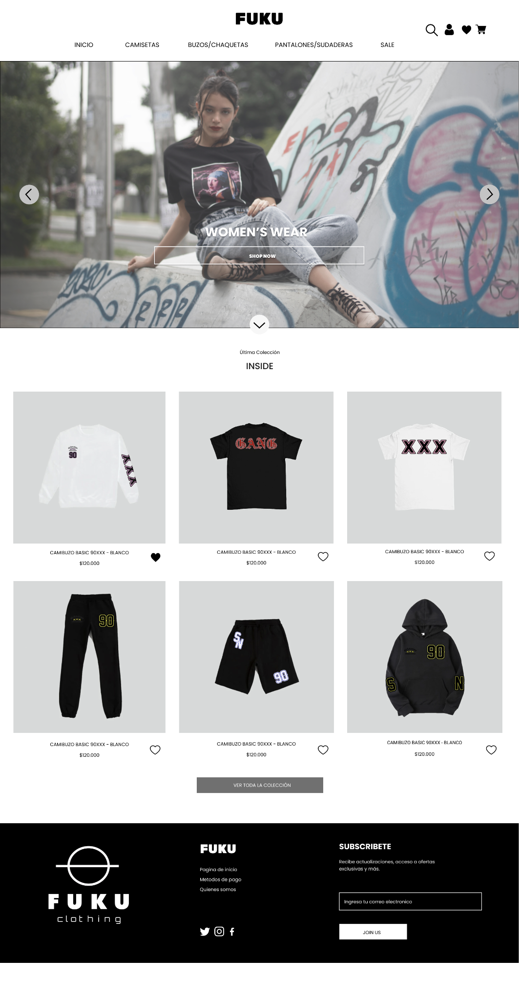 FUKU
INICIO CAMISETAS BUZOS/CHAQUETAS PANTALONES/SUDADERAS SALE
WOMEN'S WEAR
SHOP NOW
2020
Última Colección
INSIDE
90
XXX
GANG
XXX
CAMIBUZO BASIC 90XXX - BLANCO
$120.000
CAMIBUZO BASIC 90XXX - BLANCO
$120.000
CAMIBUZO BASIC 90XXX - BLANCO
$120.000
XXX 90
SN
90
XXX 90
S N
CAMIBUZO BASIC 90XXX - BLANCO
$120.000
CAMIBUZO BASIC 90XXX - BLANCO
$120.000
CAMIBUZO BASIC 90XXX - BLANCO
$120.000
VER TODA LA COLECCIÓN
FUKU
clothing
FUKU
Pagina de inicio
Metodos de pago
Quienes somos
SUBSCRIBETE
Recibe actualizaciones, acceso a ofertas
exclusivas y más.
Ingresa tu correo electronico
JOIN US